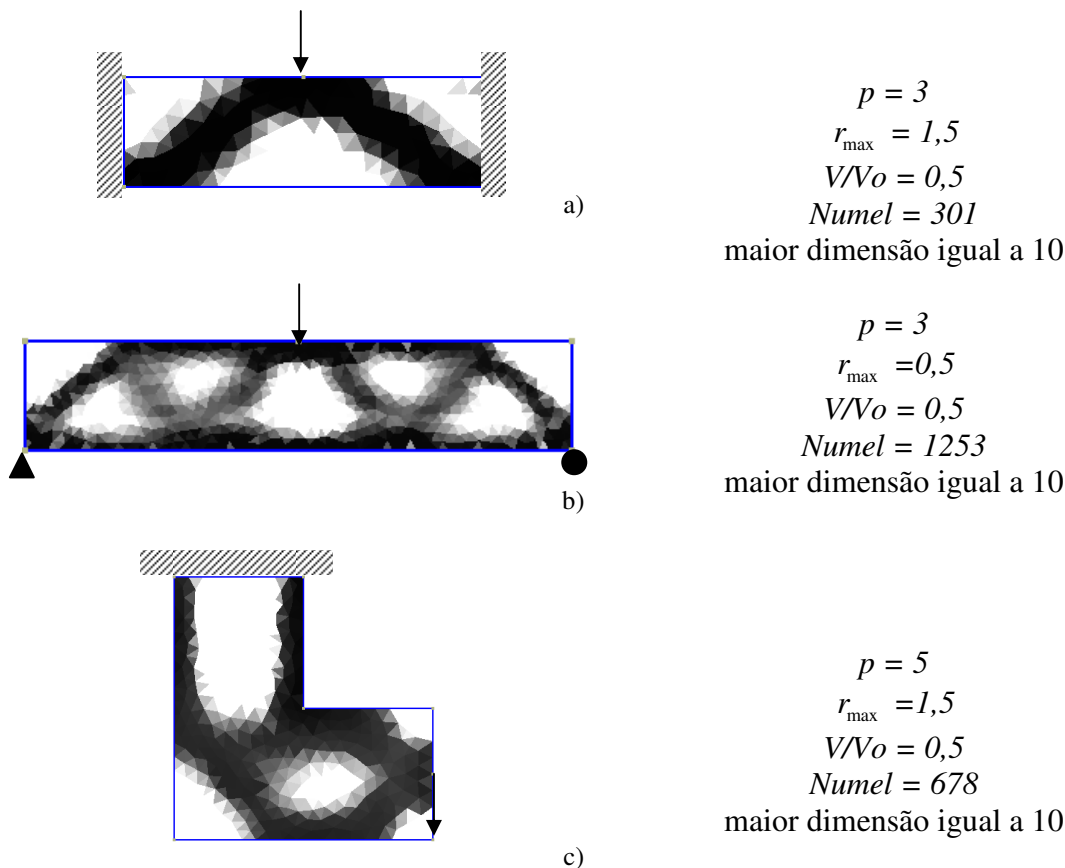 p = 3
r_max = 1,5
V/Vo = 0,5
Numel = 301
maior dimensão igual a 10
a)
p = 3
r_max =0,5
V/Vo = 0,5
Numel = 1253
maior dimensão igual a 10
b)
p = 5
r_max =1,5
V/Vo = 0,5
Numel = 678
maior dimensão igual a 10
c)